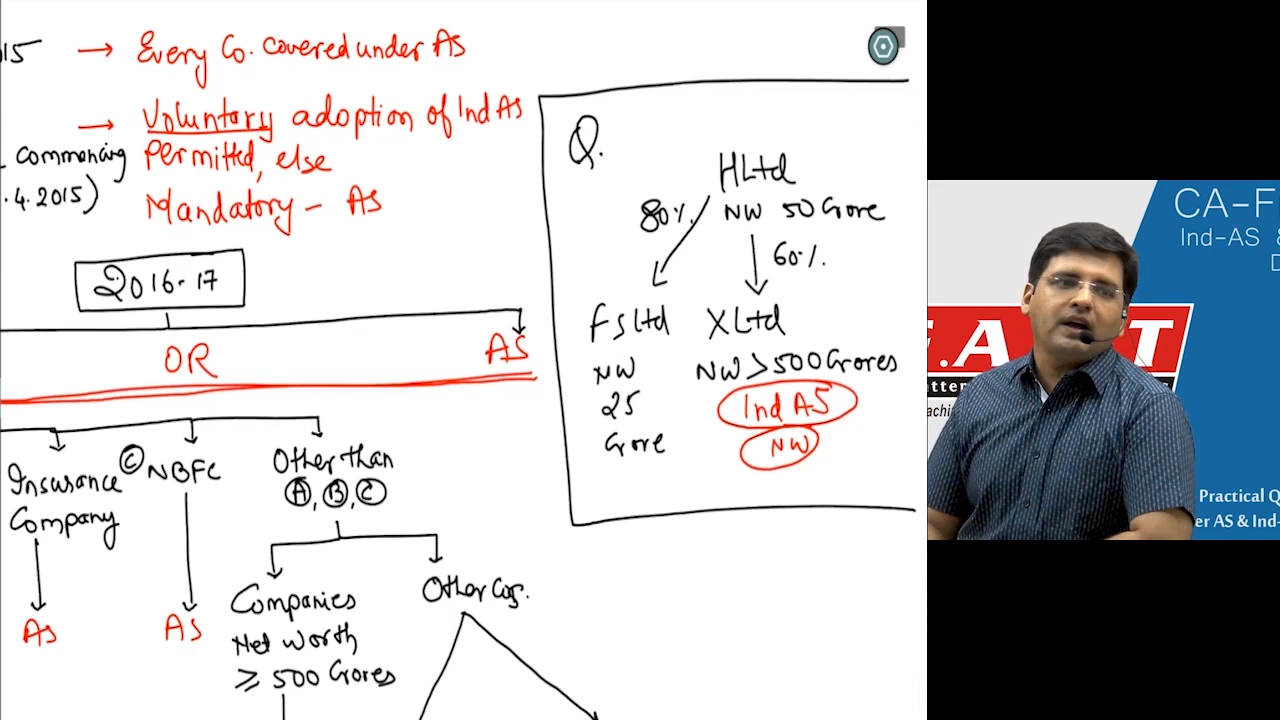 015 → Every Co. covered under AS
→ Voluntary adoption of Ind AS
Commencing Permitted, else
.4.2015) Mandatory - AS
2016-17
OR
AS
Insurance
Company
AS
C NBFC
AS
Other than
A, B, C
Companies
Net Worth
≥ 500 Crores
Other Cos.
Q.
H Ltd
80% NW 50 Crore
60%
FS Ltd X Ltd
NW NW > 500 Crores
25 Ind AS
Crore NW
CA-F
Ind-AS &
D
E.A T
atter
achi
Practical Q
er AS & Ind-